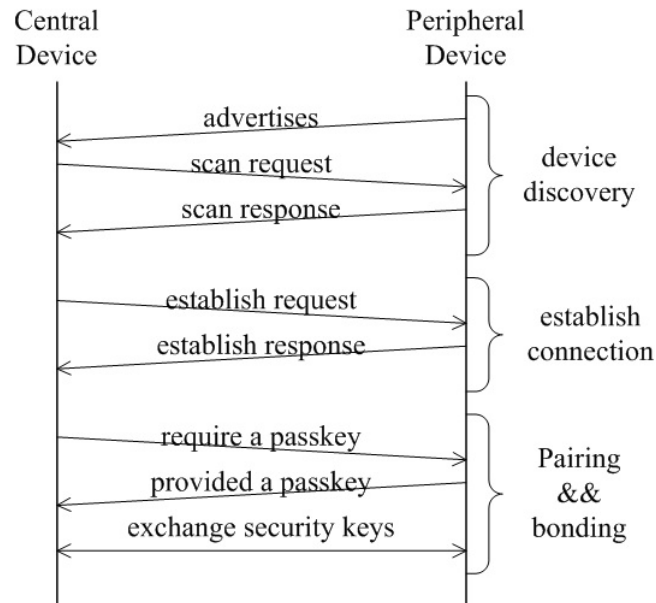 Central
Device
Peripheral
Device
advertises
scan request
scan response
device
discovery
establish request
establish response
establish
connection
require a passkey
provided a passkey
exchange security keys
Pairing
&&
bonding